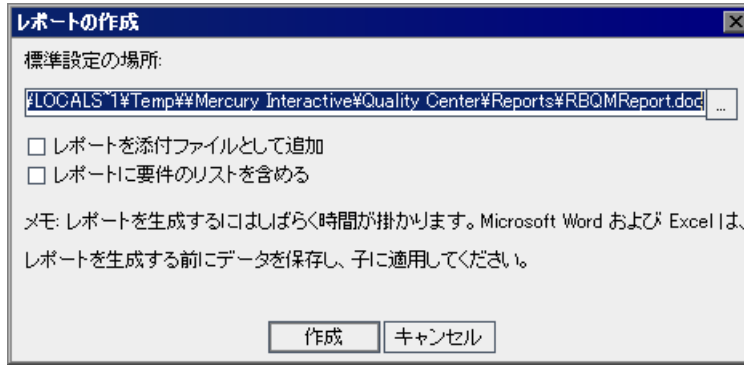 レポートの作成
標準設定の場所:
¥LOCALS~1¥Temp¥¥Mercury Interactive¥Quality Center¥Reports¥RBQMReport.doc
...
レポートを添付ファイルとして追加
レポートに要件のリストを含める
メモ: レポートを生成するにはしばらく時間が掛かります。Microsoft Word および Excel は、
レポートを生成する前にデータを保存し、子に適用してください。
作成 キャンセル